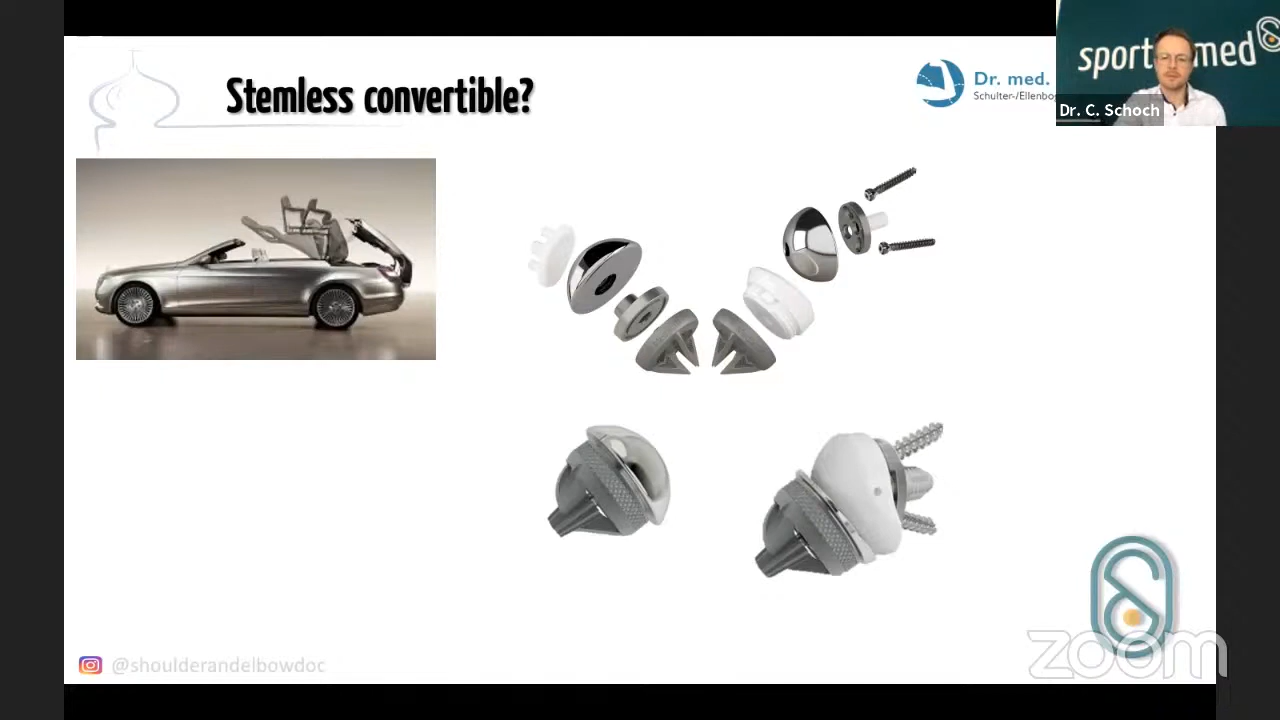 Stemless convertible?
Dr. med.
Schulter-/Ellenbo
sport med
Dr. C. Schoch
@shoulderandelbowdoc
zoom